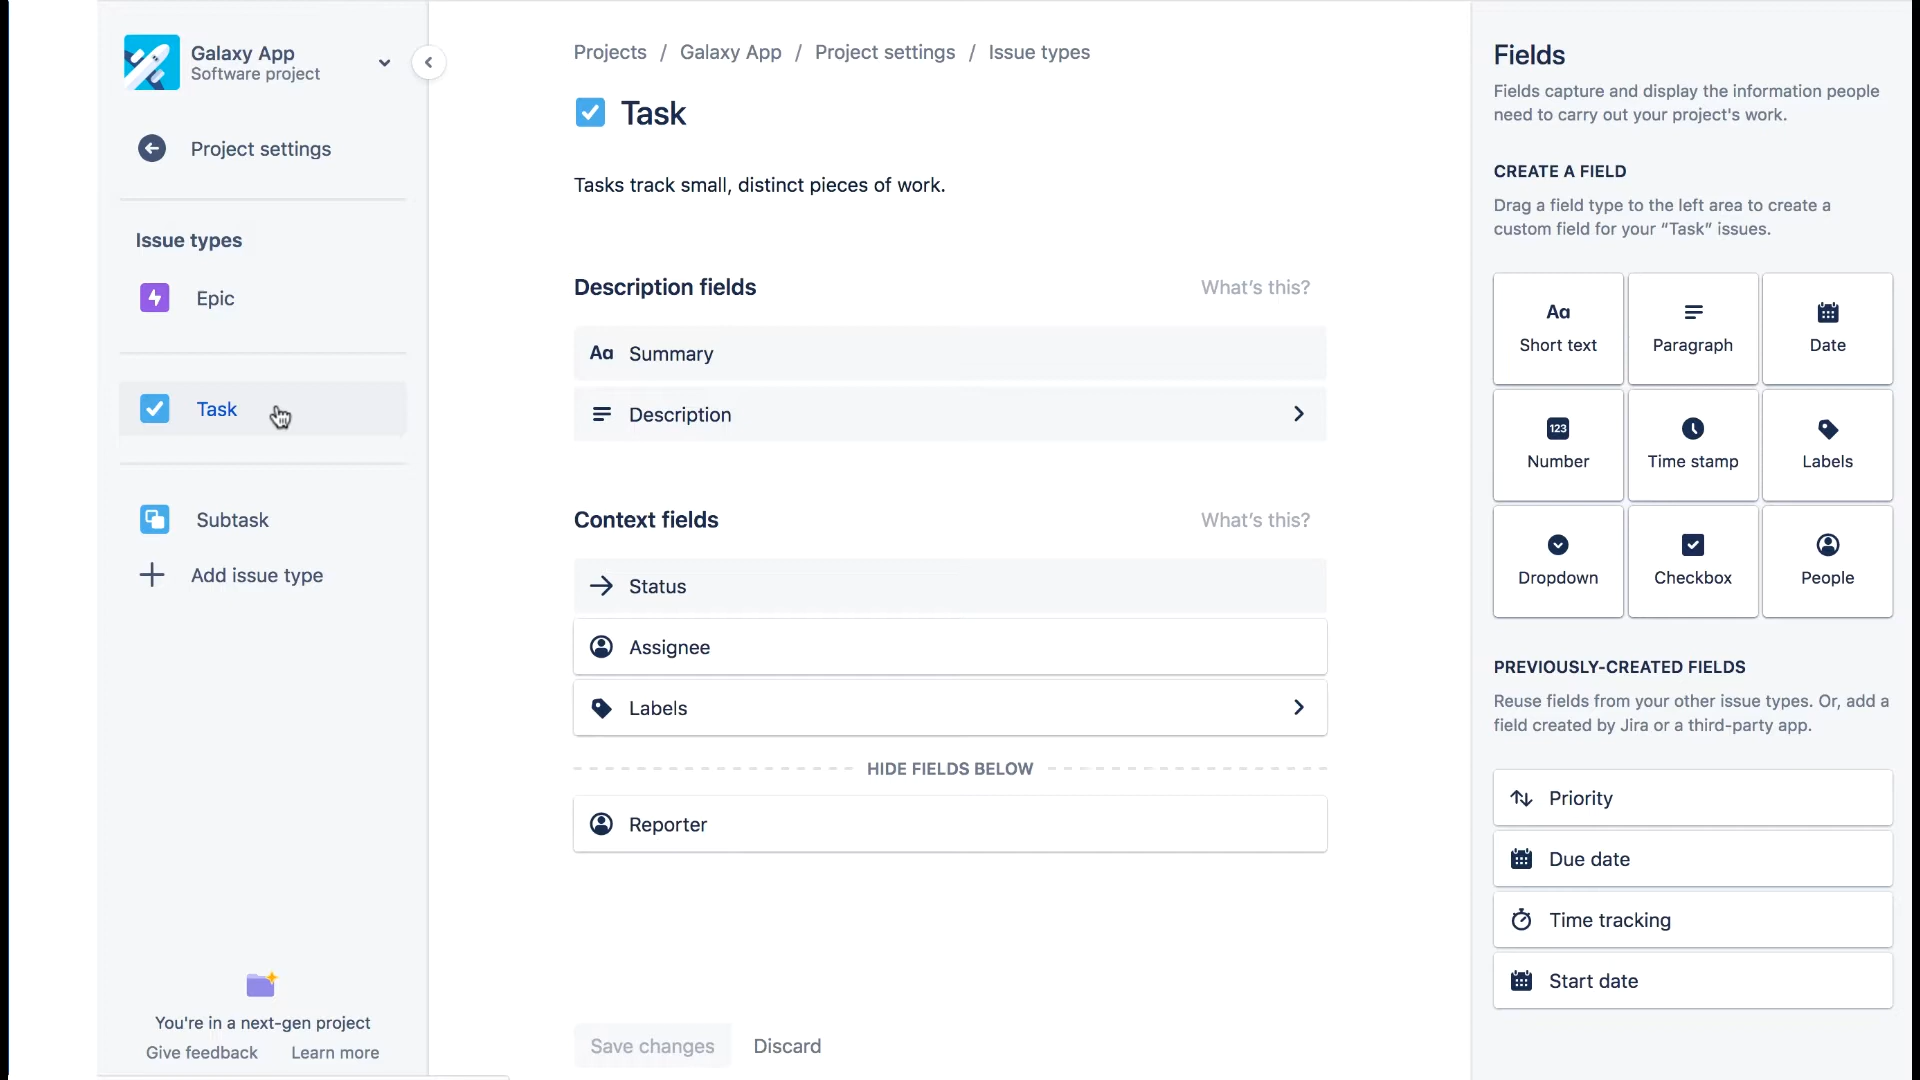 Galaxy App
Software project
Project settings
Issue types
Epic
Task
Subtask
Add issue type
You're in a next-gen project
Give feedback
Learn more
Projects / Galaxy App / Project settings / Issue types
Task
Tasks track small, distinct pieces of work.
Description fields
What's this?
Aa Summary
Description
Context fields
What's this?
Status
Assignee
Labels
HIDE FIELDS BELOW
Reporter
Save changes
Discard
Fields
Fields capture and display the information people
need to carry out your project's work.
CREATE A FIELD
Drag a field type to the left area to create a
custom field for your “Task” issues.
Aa
Short text
Paragraph
Date
123
Number
Time stamp
Labels
Dropdown
Checkbox
People
PREVIOUSLY-CREATED FIELDS
Reuse fields from your other issue types. Or, add a
field created by Jira or a third-party app.
Priority
Due date
Time tracking
Start date